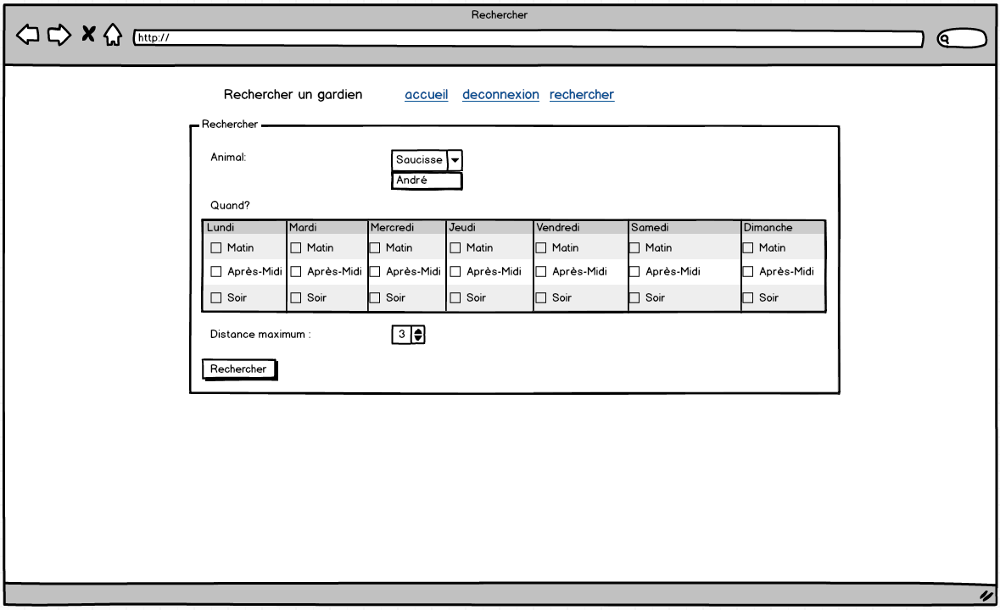 Rechercher
http://
Rechercher un gardien accueil deconnexion rechercher
Rechercher
Animal: Saucisse
André
Quand?
Lundi Mardi Mercredi Jeudi Vendredi Samedi Dimanche
Matin Matin Matin Matin Matin Matin Matin
Après-Midi Après-Midi Après-Midi Après-Midi Après-Midi Après-Midi Après-Midi
Soir Soir Soir Soir Soir Soir Soir
Distance maximum : 3
Rechercher